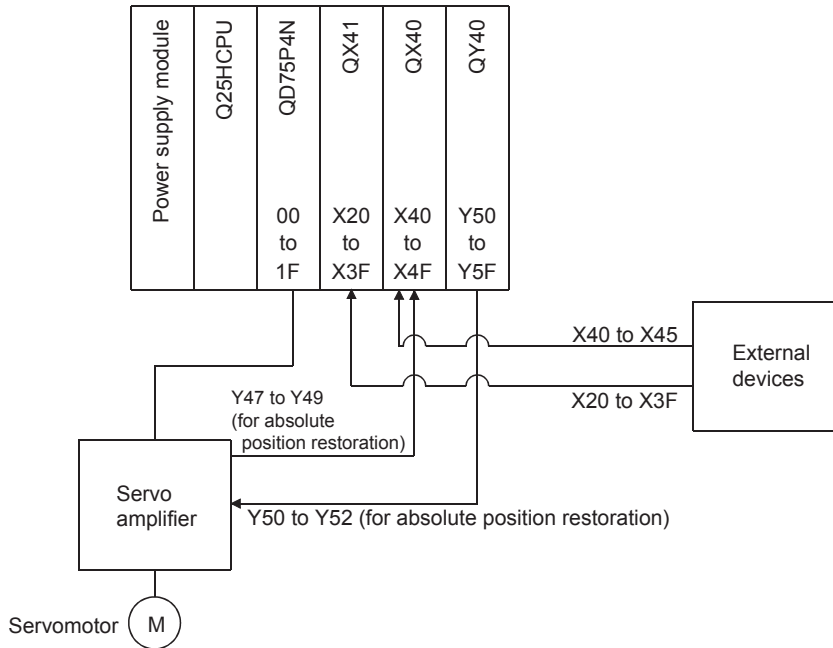 Power supply module
Q25HCPU
QD75P4N
QX41
QX40
QY40
00
to
1F
X20
to
X3F
X40
to
X4F
Y50
to
Y5F
X40 to X45
X20 to X3F
External
devices
Y47 to Y49
(for absolute
position restoration)
Servo
amplifier
Y50 to Y52 (for absolute position restoration)
Servomotor
M